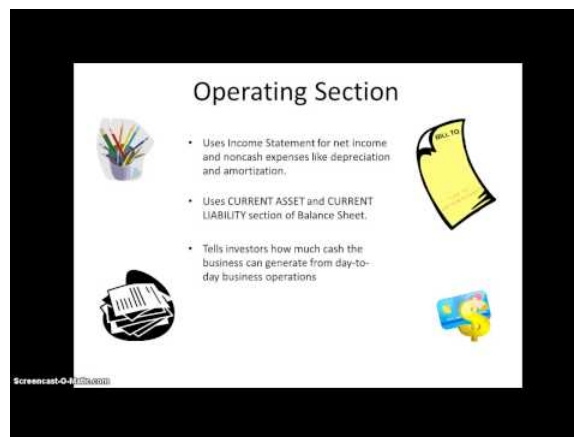 Operating Section
BILL TO
• Uses Income Statement for net income
and noncash expenses like depreciation
and amortization.
• Uses CURRENT ASSET and CURRENT
LIABILITY section of Balance Sheet.
• Tells investors how much cash the
business can generate from day-to-
day business operations
Screencast-O-Matic.com